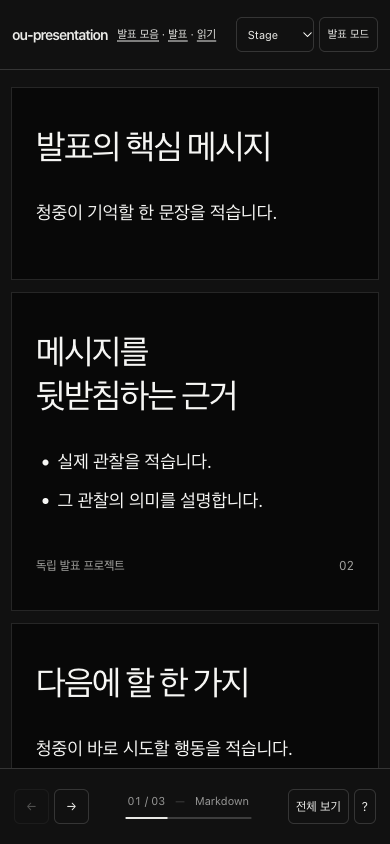 ou-presentation 발표 모음 · 발표 · 읽기 Stage 발표 모드
발표의 핵심 메시지
청중이 기억할 한 문장을 적습니다.
메시지를
뒷받침하는 근거
• 실제 관찰을 적습니다.
• 그 관찰의 의미를 설명합니다.
독립 발표 프로젝트 02
다음에 할 한 가지
청중이 바로 시도할 행동을 적습니다.
← → 01 / 03 — Markdown 전체 보기 ?